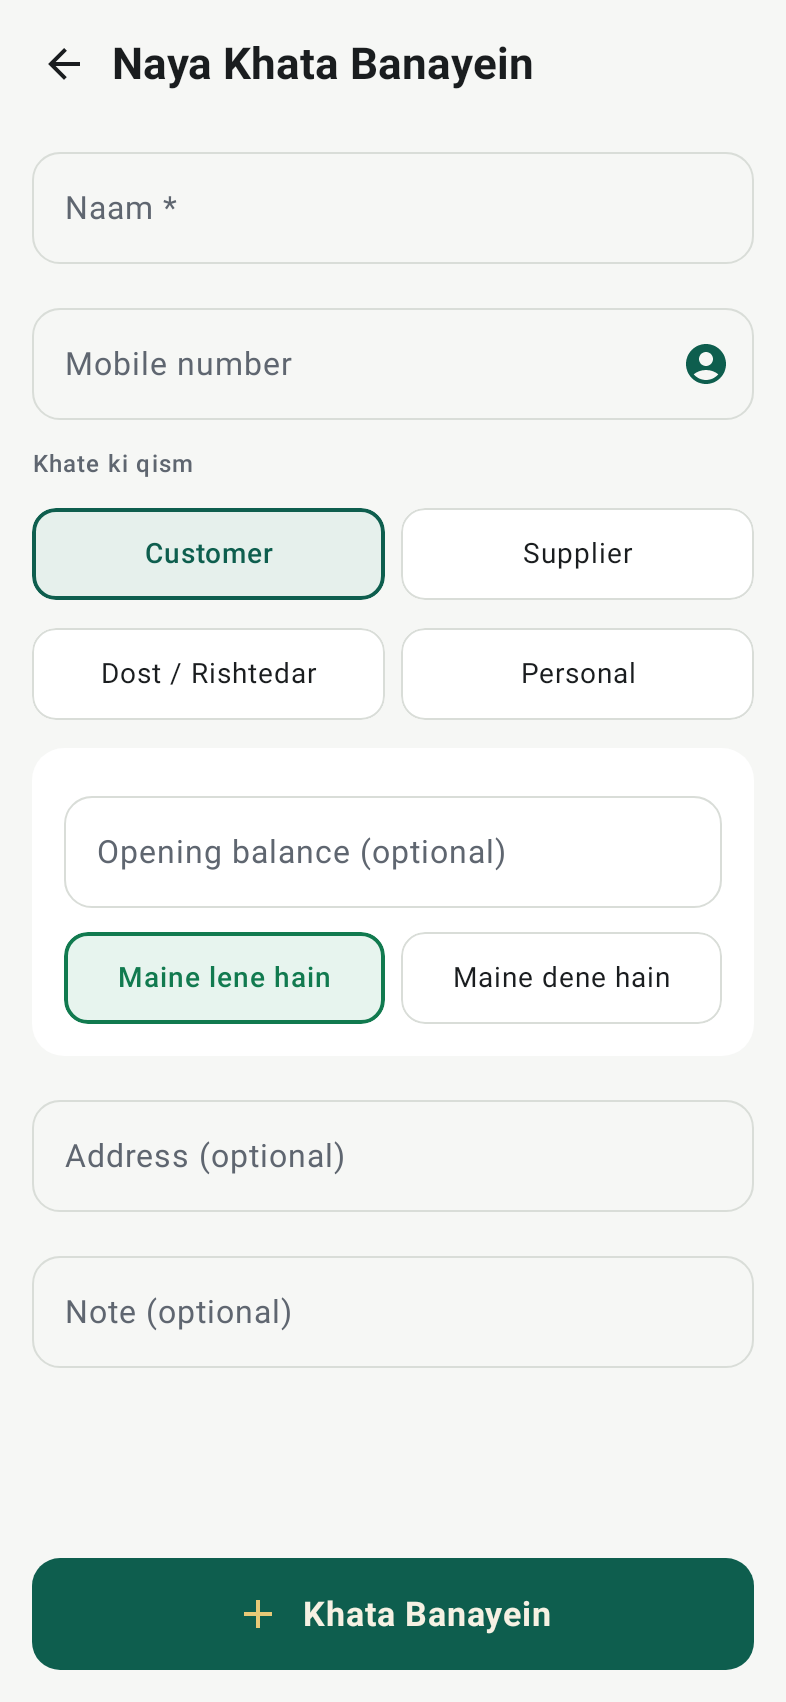 Naya Khata Banayein
Naam *
Mobile number
Khate ki qism
Customer
Supplier
Dost / Rishtedar
Personal
Opening balance (optional)
Maine lene hain
Maine dene hain
Address (optional)
Note (optional)
Khata Banayein